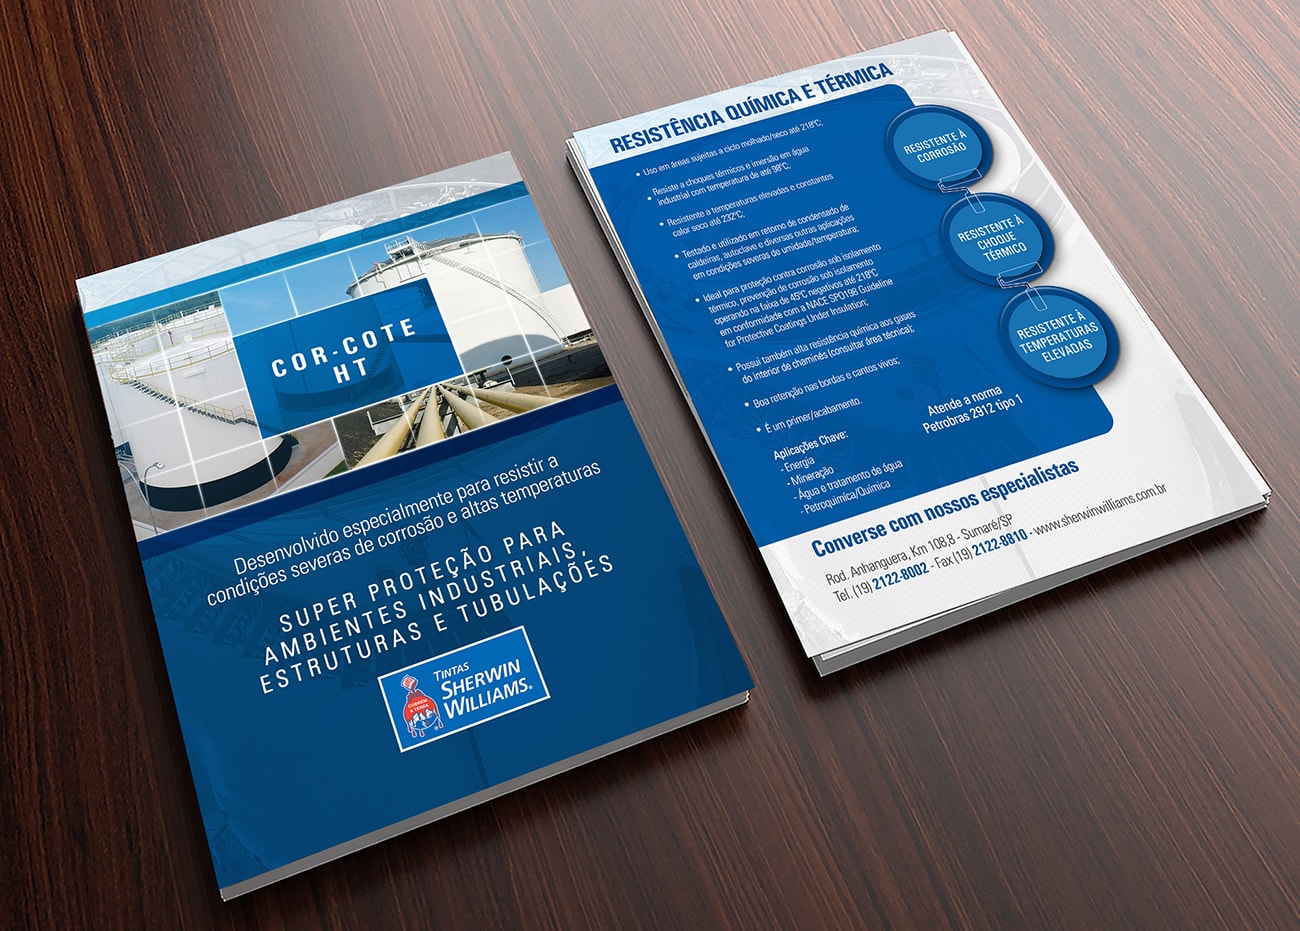 COR-COTE
HT
Desenvolvido especialmente para resistir a
condições severas de corrosão e altas temperaturas
SUPER PROTEÇÃO PARA
AMBIENTES INDUSTRIAIS,
ESTRUTURAS E TUBULAÇÕES
TINTAS
SHERWIN
WILLIAMS®
COBREM
A TERRA
RESISTÊNCIA QUÍMICA E TÉRMICA
• Uso em áreas sujeitas a ciclo molhado/seco até 218ºC;
• Resiste a choques térmicos e imersão em água
industrial com temperatura de até 98ºC;
• Resistente a temperaturas elevadas e constantes
calor seco até 232ºC;
• Testado e utilizado em retorno de condensado de
caldeiras, autoclave e diversas outras aplicações
em condições severas de umidade/temperatura;
• Ideal para proteção contra corrosão sob isolamento
térmico, prevenção de corrosão sob isolamento
operando na faixa de 45ºC negativos até 218ºC
em conformidade com a NACE SP0198 Guideline
for Protective Coatings Under Insulation;
• Possui também alta resistência química aos gases
do interior de chaminés (consultar área técnica);
• Boa retenção nas bordas e cantos vivos;
• É um primer/acabamento.
Aplicações Chave:
- Energia
- Mineração
- Água e tratamento de água
- Petroquímica/Química
Atende a norma
Petrobras 2912 tipo 1
RESISTENTE À
CORROSÃO
RESISTENTE À
CHOQUE
TÉRMICO
RESISTENTE À
TEMPERATURAS
ELEVADAS
Converse com nossos especialistas
Rod. Anhanguera, Km 108,8 - Sumaré/SP
Tel. (19) 2122-8002 - Fax (19) 2122-8810 - www.sherwinwilliams.com.br